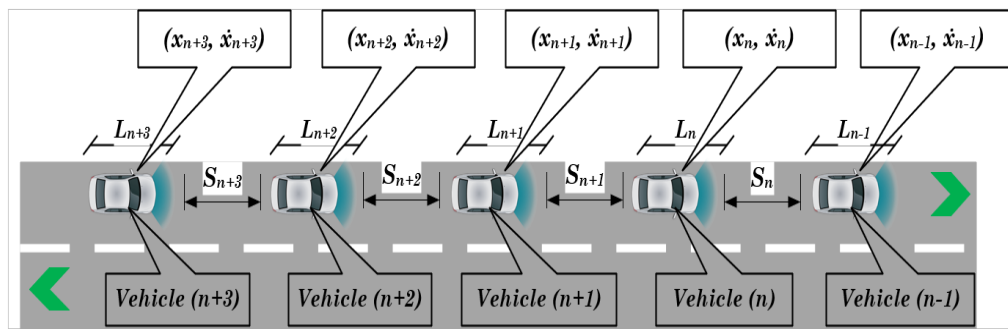 (xₙ₊₃, ẋₙ₊₃)
(xₙ₊₂, ẋₙ₊₂)
(xₙ₊₁, ẋₙ₊₁)
(xₙ, ẋₙ)
(xₙ₋₁, ẋₙ₋₁)
Lₙ₊₃
Lₙ₊₂
Lₙ₊₁
Lₙ
Lₙ₋₁
Sₙ₊₃
Sₙ₊₂
Sₙ₊₁
Sₙ
Vehicle (n+3)
Vehicle (n+2)
Vehicle (n+1)
Vehicle (n)
Vehicle (n-1)